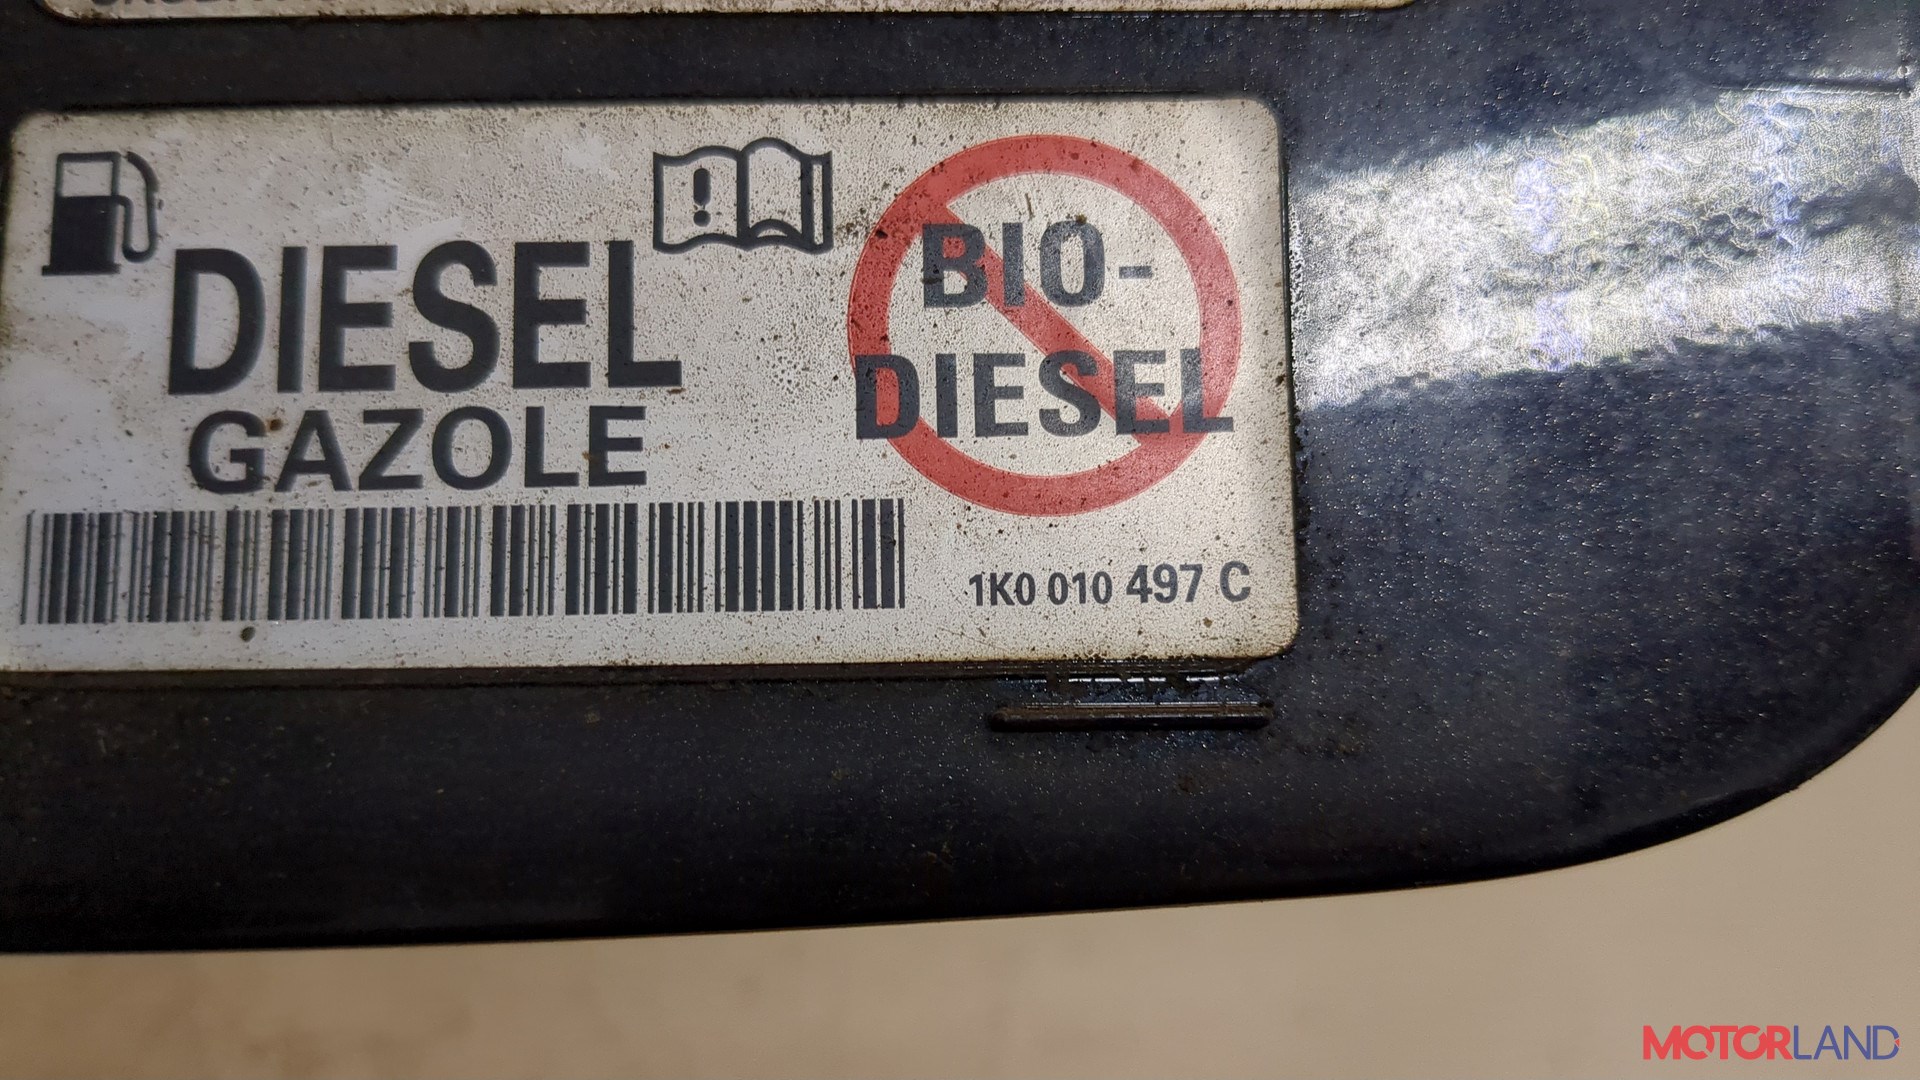 DIESEL
GAZOLE
BIO-
DIESEL
1K0 010 497 C
MOTORLAND